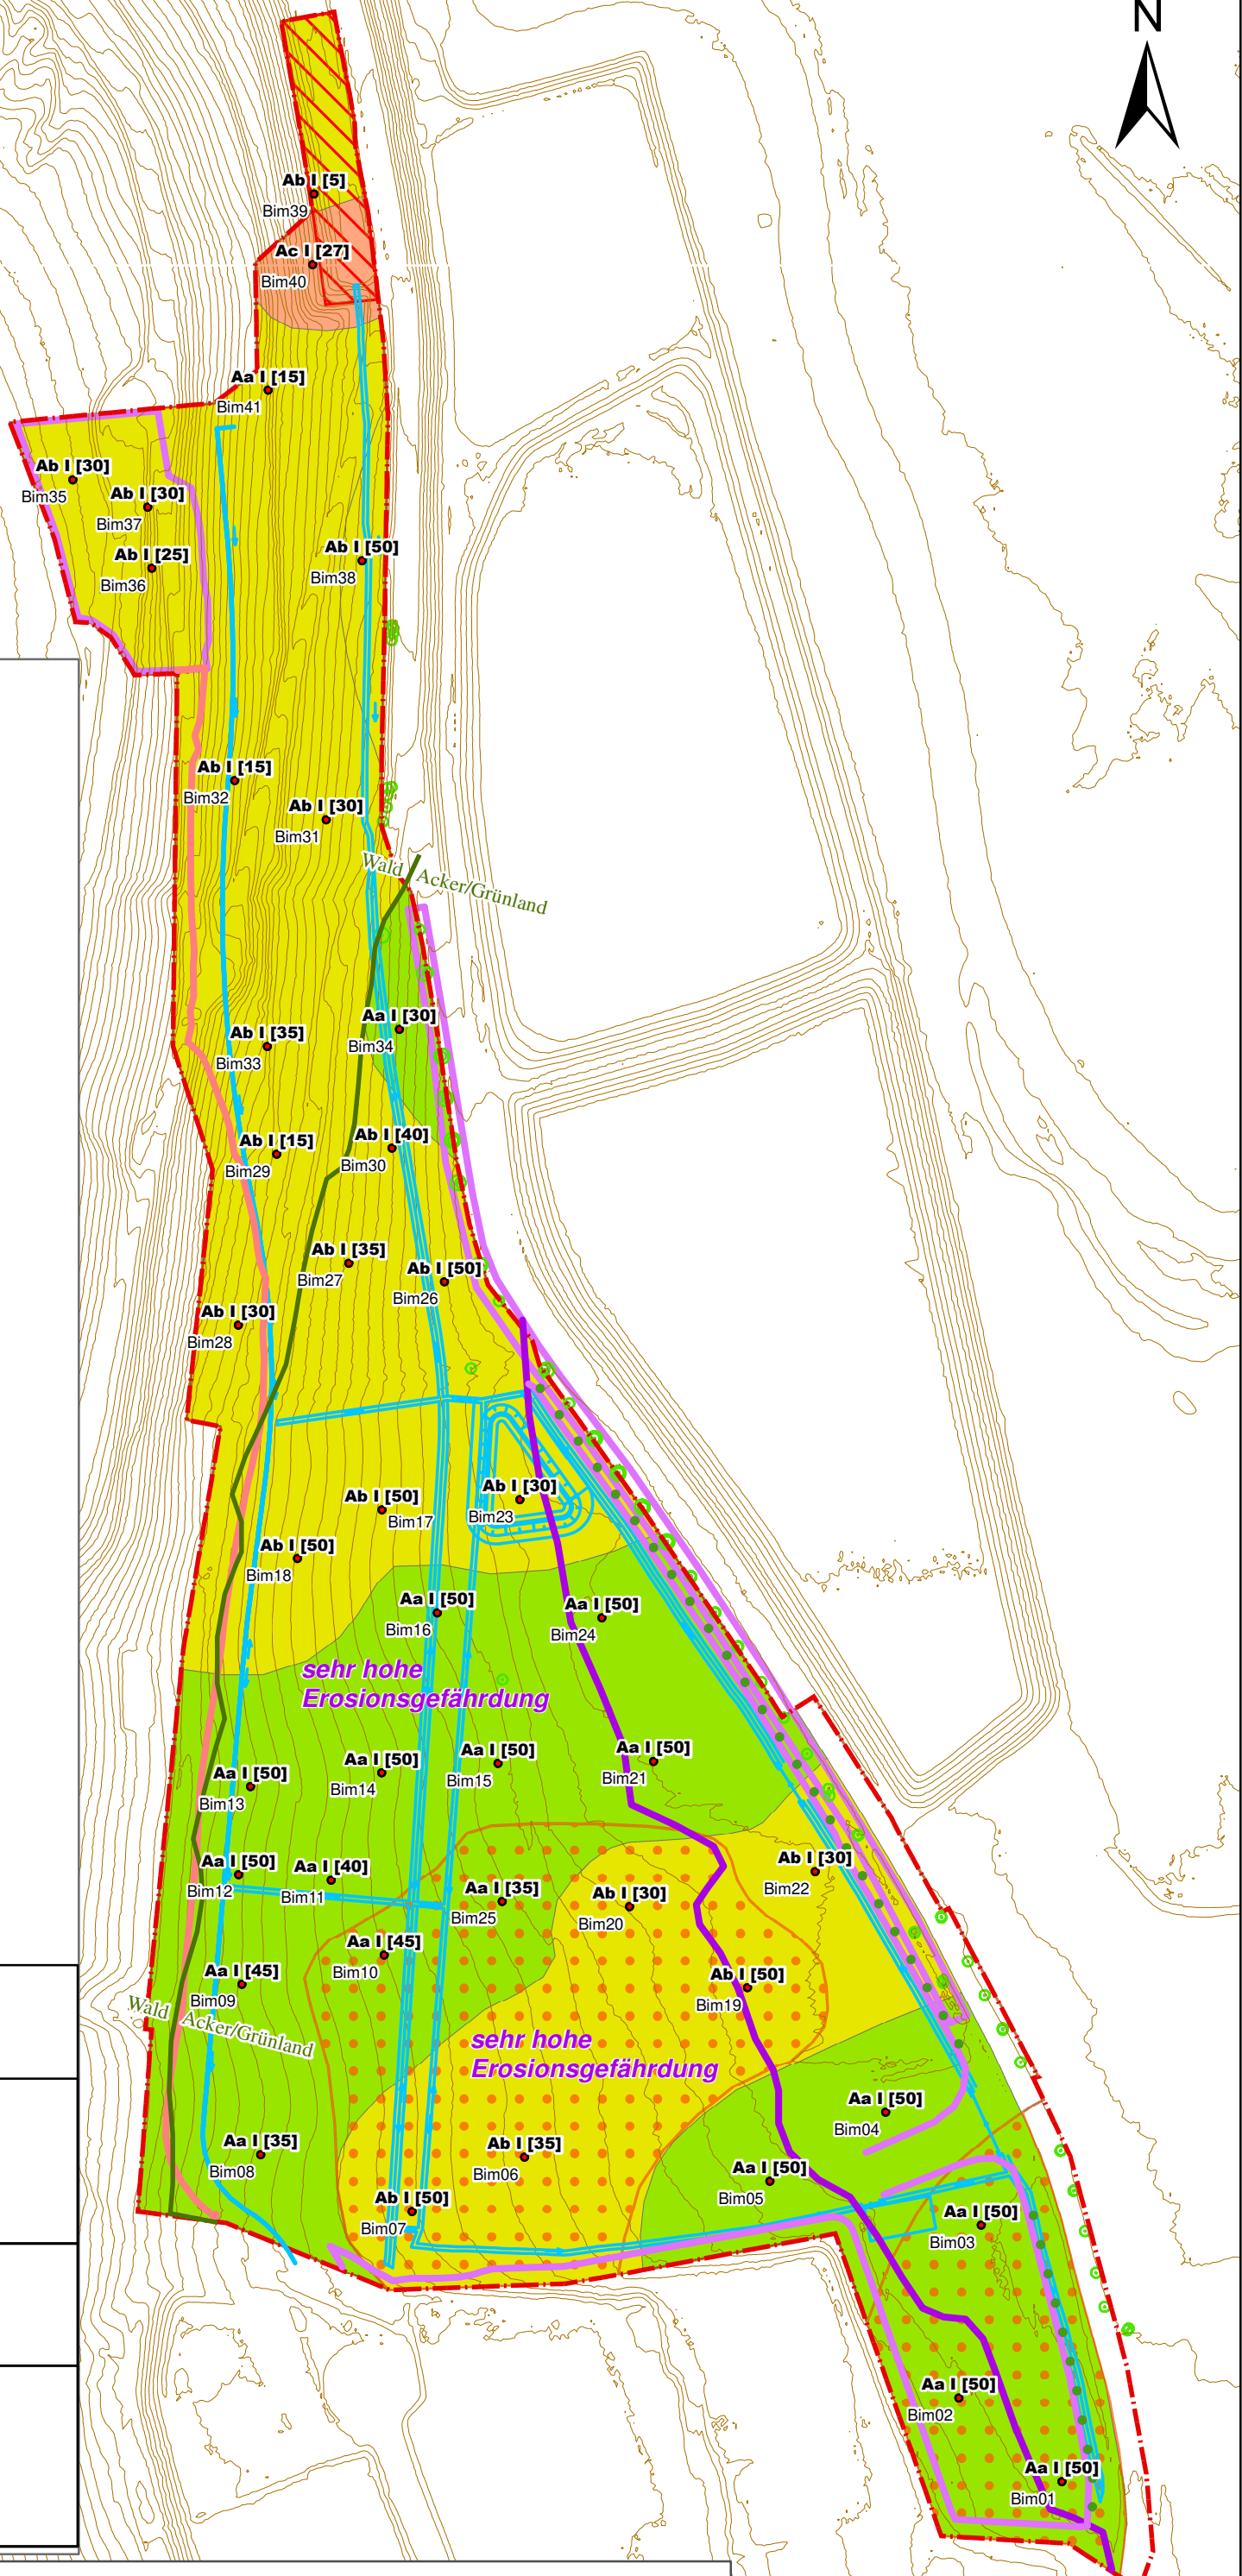 N
Ab I [5]
Bim39
Ac I [27]
Bim40
Aa I [15]
Bim41
Ab I [30]
Bim35
Ab I [30]
Bim37
Ab I [25]
Bim36
Ab I [50]
Bim38
Ab I [15]
Bim32
Ab I [30]
Bim31
Wald Acker/Grünland
Aa I [30]
Bim34
Ab I [35]
Bim33
Ab I [40]
Bim30
Ab I [15]
Bim29
Ab I [35]
Bim27
Ab I [50]
Bim26
Ab I [30]
Bim28
Ab I [30]
Bim23
Ab I [50]
Bim17
Ab I [50]
Bim18
Aa I [50]
Bim16
Aa I [50]
Bim24
sehr hohe
Erosionsgefährdung
Aa I [50]
Bim21
Aa I [50]
Bim15
Aa I [50]
Bim14
Aa I [50]
Bim13
Ab I [30]
Bim22
Aa I [50]
Bim12
Aa I [40]
Bim11
Aa I [35]
Bim25
Ab I [30]
Bim20
Aa I [45]
Bim10
Aa I [45]
Bim09
Ab I [50]
Bim19
Wald Acker/Grünland
sehr hohe
Erosionsgefährdung
Aa I [50]
Bim04
Aa I [35]
Bim08
Ab I [35]
Bim06
Aa I [50]
Bim05
Ab I [50]
Bim07
Aa I [50]
Bim03
Aa I [50]
Bim02
Aa I [50]
Bim01